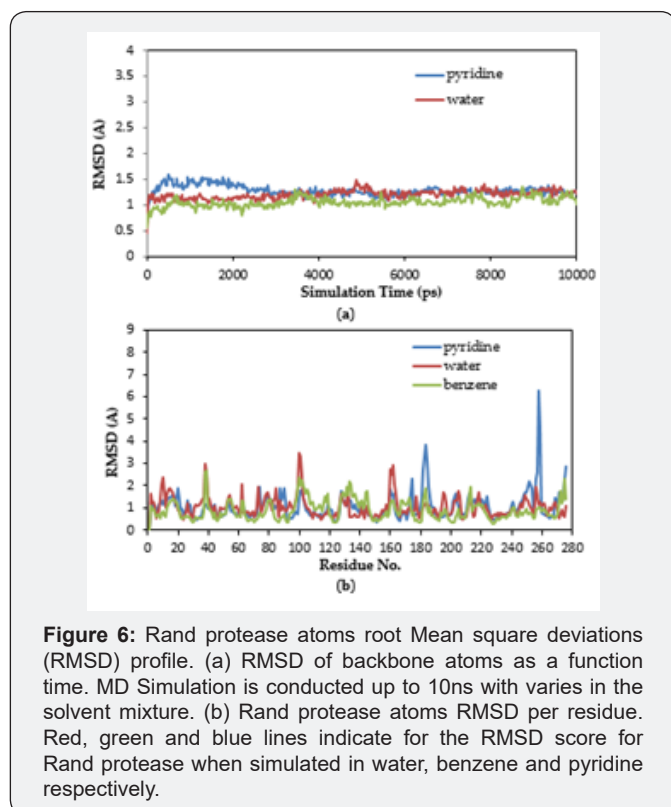 4
3.5
3
2.5
2
1.5
1
0.5
0
RMSD (A)
pyridine
water
0 2000 4000 6000 8000 10000
Simulation Time (ps)
(a)
9
8
7
6
5
4
3
2
1
0
RMSD (A)
pyridine
water
benzene
0 20 40 60 80 100 120 140 160 180 200 220 240 260 280
Residue No.
(b)
Figure 6: Rand protease atoms root Mean square deviations
(RMSD) profile. (a) RMSD of backbone atoms as a function
time. MD Simulation is conducted up to 10ns with varies in the
solvent mixture. (b) Rand protease atoms RMSD per residue.
Red, green and blue lines indicate for the RMSD score for
Rand protease when simulated in water, benzene and pyridine
respectively.